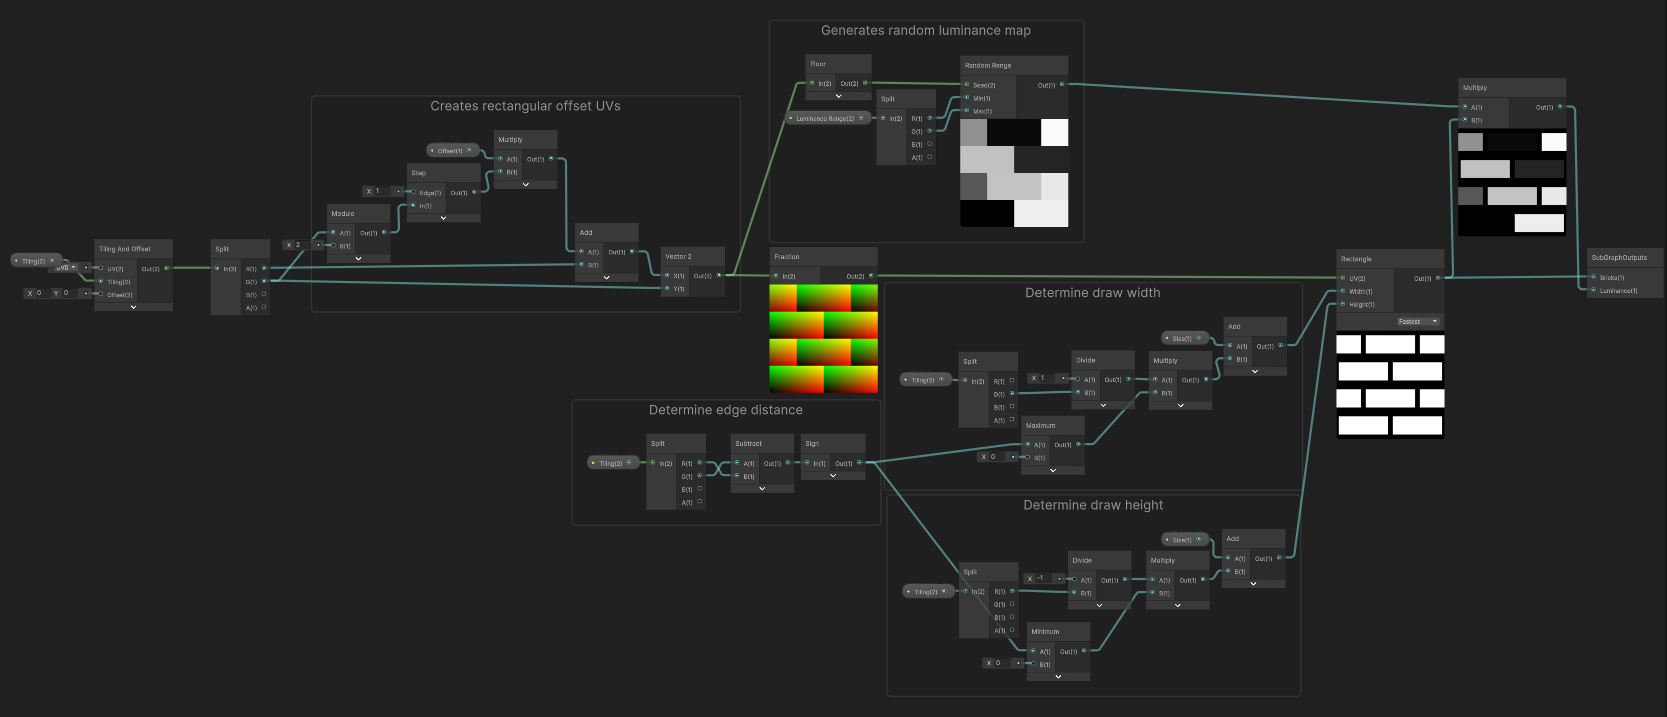 Tiling(2)
UV0
X 0 Y 0
Tiling And Offset
UV(2) Out(2)
Tiling(2)
Offset(2)
Split
In(2) R(1)
G(1)
B(1)
A(1)
Creates rectangular offset UVs
X 2
Modulo
A(1) Out(1)
B(1)
X 1
Step
Edge(1) Out(1)
In(1)
Offset(1)
Multiply
A(1) Out(1)
B(1)
Add
A(1) Out(1)
B(1)
Vector 2
X(1) Out(2)
Y(1)
Generates random luminance map
Floor
In(2) Out(2)
Luminance Range(2)
Split
In(2) R(1)
G(1)
B(1)
A(1)
Random Range
Seed(2) Out(1)
Min(1)
Max(1)
Fraction
In(2) Out(2)
Determine edge distance
Tiling(2)
Split
In(2) R(1)
G(1)
B(1)
A(1)
Subtract
A(1) Out(1)
B(1)
Sign
In(1) Out(1)
Determine draw width
Tiling(2)
Split
In(2) R(1)
G(1)
B(1)
A(1)
X 1
Divide
A(1) Out(1)
B(1)
X 0
Maximum
A(1) Out(1)
B(1)
Multiply
A(1) Out(1)
B(1)
Size(1)
Add
A(1) Out(1)
B(1)
Determine draw height
Tiling(2)
Split
In(2) R(1)
G(1)
B(1)
A(1)
X -1
Divide
A(1) Out(1)
B(1)
X 0
Minimum
A(1) Out(1)
B(1)
Multiply
A(1) Out(1)
B(1)
Size(1)
Add
A(1) Out(1)
B(1)
Rectangle
UV(2) Out(1)
Width(1)
Height(1)
Fastest
Multiply
A(1) Out(1)
B(1)
SubGraphOutputs
Bricks(1)
Luminance(1)